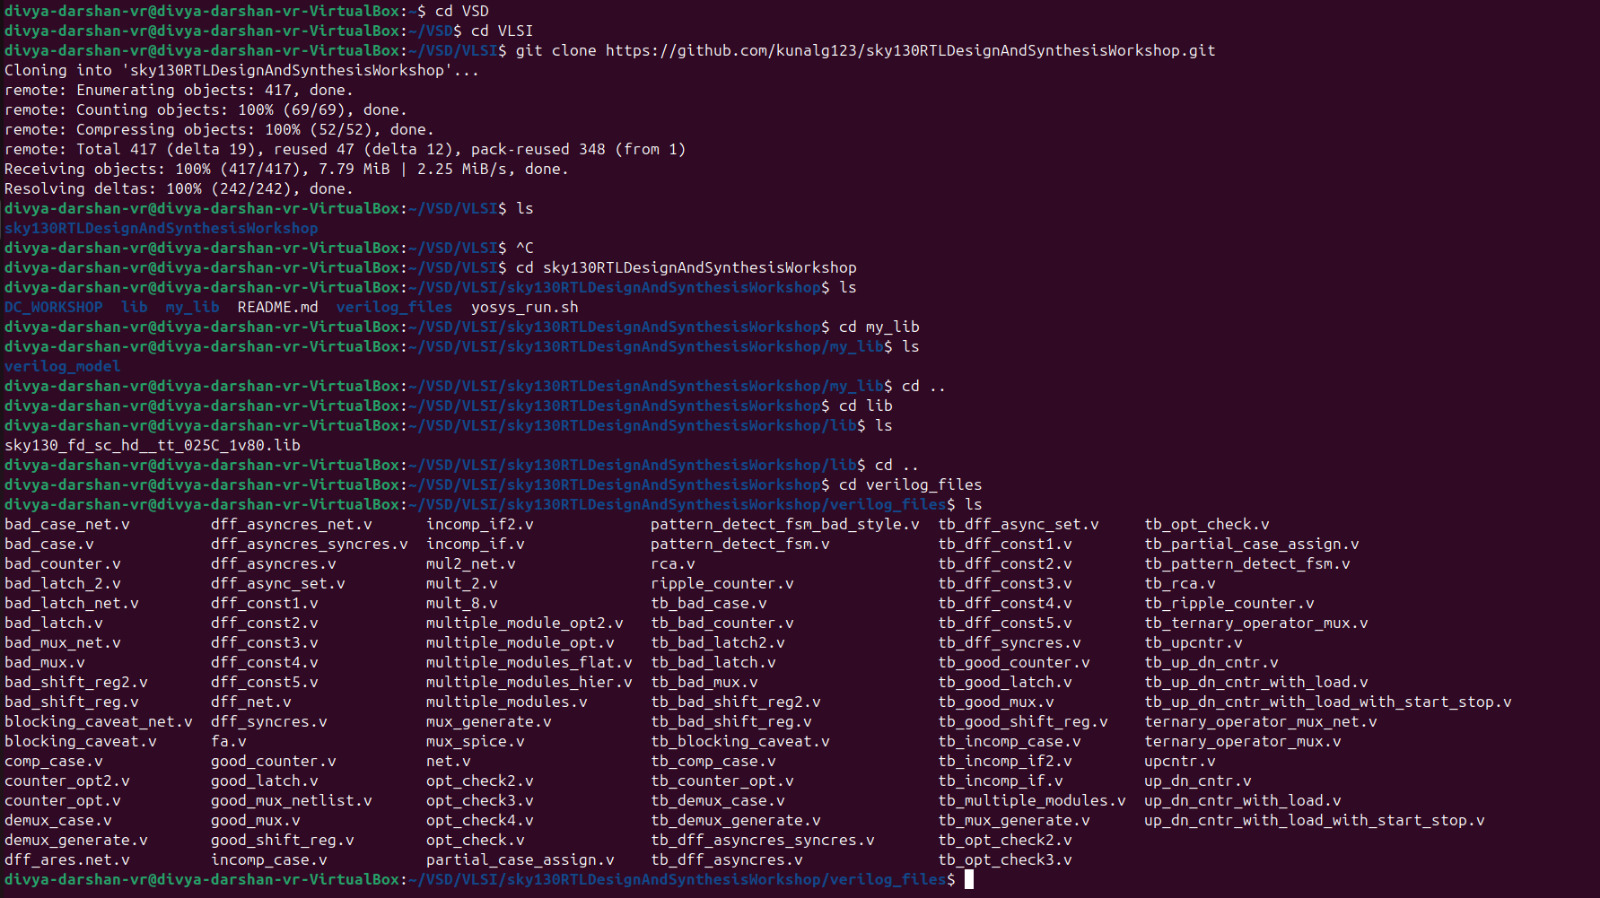 divya-darshan-vr@divya-darshan-vr-VirtualBox:~$ cd VSD
divya-darshan-vr@divya-darshan-vr-VirtualBox:~/VSD$ cd VLSI
divya-darshan-vr@divya-darshan-vr-VirtualBox:~/VSD/VLSI$ git clone https://github.com/kunalg123/sky130RTLDesignAndSynthesisWorkshop.git
Cloning into 'sky130RTLDesignAndSynthesisWorkshop'...
remote: Enumerating objects: 417, done.
remote: Counting objects: 100% (69/69), done.
remote: Compressing objects: 100% (52/52), done.
remote: Total 417 (delta 19), reused 47 (delta 12), pack-reused 348 (from 1)
Receiving objects: 100% (417/417), 7.79 MiB | 2.25 MiB/s, done.
Resolving deltas: 100% (242/242), done.
divya-darshan-vr@divya-darshan-vr-VirtualBox:~/VSD/VLSI$ ls
sky130RTLDesignAndSynthesisWorkshop
divya-darshan-vr@divya-darshan-vr-VirtualBox:~/VSD/VLSI$ ^C
divya-darshan-vr@divya-darshan-vr-VirtualBox:~/VSD/VLSI$ cd sky130RTLDesignAndSynthesisWorkshop
divya-darshan-vr@divya-darshan-vr-VirtualBox:~/VSD/VLSI/sky130RTLDesignAndSynthesisWorkshop$ ls
DC_WORKSHOP  lib  my_lib  README.md  verilog_files  yosys_run.sh
divya-darshan-vr@divya-darshan-vr-VirtualBox:~/VSD/VLSI/sky130RTLDesignAndSynthesisWorkshop$ cd my_lib
divya-darshan-vr@divya-darshan-vr-VirtualBox:~/VSD/VLSI/sky130RTLDesignAndSynthesisWorkshop/my_lib$ ls
verilog_model
divya-darshan-vr@divya-darshan-vr-VirtualBox:~/VSD/VLSI/sky130RTLDesignAndSynthesisWorkshop/my_lib$ cd ..
divya-darshan-vr@divya-darshan-vr-VirtualBox:~/VSD/VLSI/sky130RTLDesignAndSynthesisWorkshop$ cd lib
divya-darshan-vr@divya-darshan-vr-VirtualBox:~/VSD/VLSI/sky130RTLDesignAndSynthesisWorkshop/lib$ ls
sky130_fd_sc_hd__tt_025C_1v80.lib
divya-darshan-vr@divya-darshan-vr-VirtualBox:~/VSD/VLSI/sky130RTLDesignAndSynthesisWorkshop/lib$ cd ..
divya-darshan-vr@divya-darshan-vr-VirtualBox:~/VSD/VLSI/sky130RTLDesignAndSynthesisWorkshop$ cd verilog_files
divya-darshan-vr@divya-darshan-vr-VirtualBox:~/VSD/VLSI/sky130RTLDesignAndSynthesisWorkshop/verilog_files$ ls
bad_case_net.v  dff_asyncres_net.v  incomp_if2.v  pattern_detect_fsm_bad_style.v  tb_dff_async_set.v  tb_opt_check.v
bad_case.v  dff_asyncres_syncres.v  incomp_if.v  pattern_detect_fsm.v  tb_dff_const1.v  tb_partial_case_assign.v
bad_counter.v  dff_asyncres.v  mul2_net.v  rca.v  tb_dff_const2.v  tb_pattern_detect_fsm.v
bad_latch_2.v  dff_async_set.v  mult_2.v  ripple_counter.v  tb_dff_const3.v  tb_rca.v
bad_latch_net.v  dff_const1.v  mult_8.v  tb_bad_case.v  tb_dff_const4.v  tb_ripple_counter.v
bad_latch.v  dff_const2.v  multiple_module_opt2.v  tb_bad_counter.v  tb_dff_const5.v  tb_ternary_operator_mux.v
bad_mux_net.v  dff_const3.v  multiple_module_opt.v  tb_bad_latch2.v  tb_dff_syncres.v  tb_upcntr.v
bad_mux.v  dff_const4.v  multiple_modules_flat.v  tb_bad_latch.v  tb_good_counter.v  tb_up_dn_cntr.v
bad_shift_reg2.v  dff_const5.v  multiple_modules_hier.v  tb_bad_mux.v  tb_good_latch.v  tb_up_dn_cntr_with_load.v
bad_shift_reg.v  dff_net.v  multiple_modules.v  tb_bad_shift_reg2.v  tb_good_mux.v  tb_up_dn_cntr_with_load_with_start_stop.v
blocking_caveat_net.v  dff_syncres.v  mux_generate.v  tb_bad_shift_reg.v  tb_good_shift_reg.v  ternary_operator_mux_net.v
blocking_caveat.v  fa.v  mux_spice.v  tb_blocking_caveat.v  tb_incomp_case.v  ternary_operator_mux.v
comp_case.v  good_counter.v  net.v  tb_comp_case.v  tb_incomp_if2.v  upcntr.v
counter_opt2.v  good_latch.v  opt_check2.v  tb_counter_opt.v  tb_incomp_if.v  up_dn_cntr.v
counter_opt.v  good_mux_netlist.v  opt_check3.v  tb_demux_case.v  tb_multiple_modules.v  up_dn_cntr_with_load.v
demux_case.v  good_mux.v  opt_check4.v  tb_demux_generate.v  tb_mux_generate.v  up_dn_cntr_with_load_with_start_stop.v
demux_generate.v  good_shift_reg.v  opt_check.v  tb_dff_asyncres_syncres.v  tb_opt_check2.v
dff_ares.net.v  incomp_case.v  partial_case_assign.v  tb_dff_asyncres.v  tb_opt_check3.v
divya-darshan-vr@divya-darshan-vr-VirtualBox:~/VSD/VLSI/sky130RTLDesignAndSynthesisWorkshop/verilog_files$